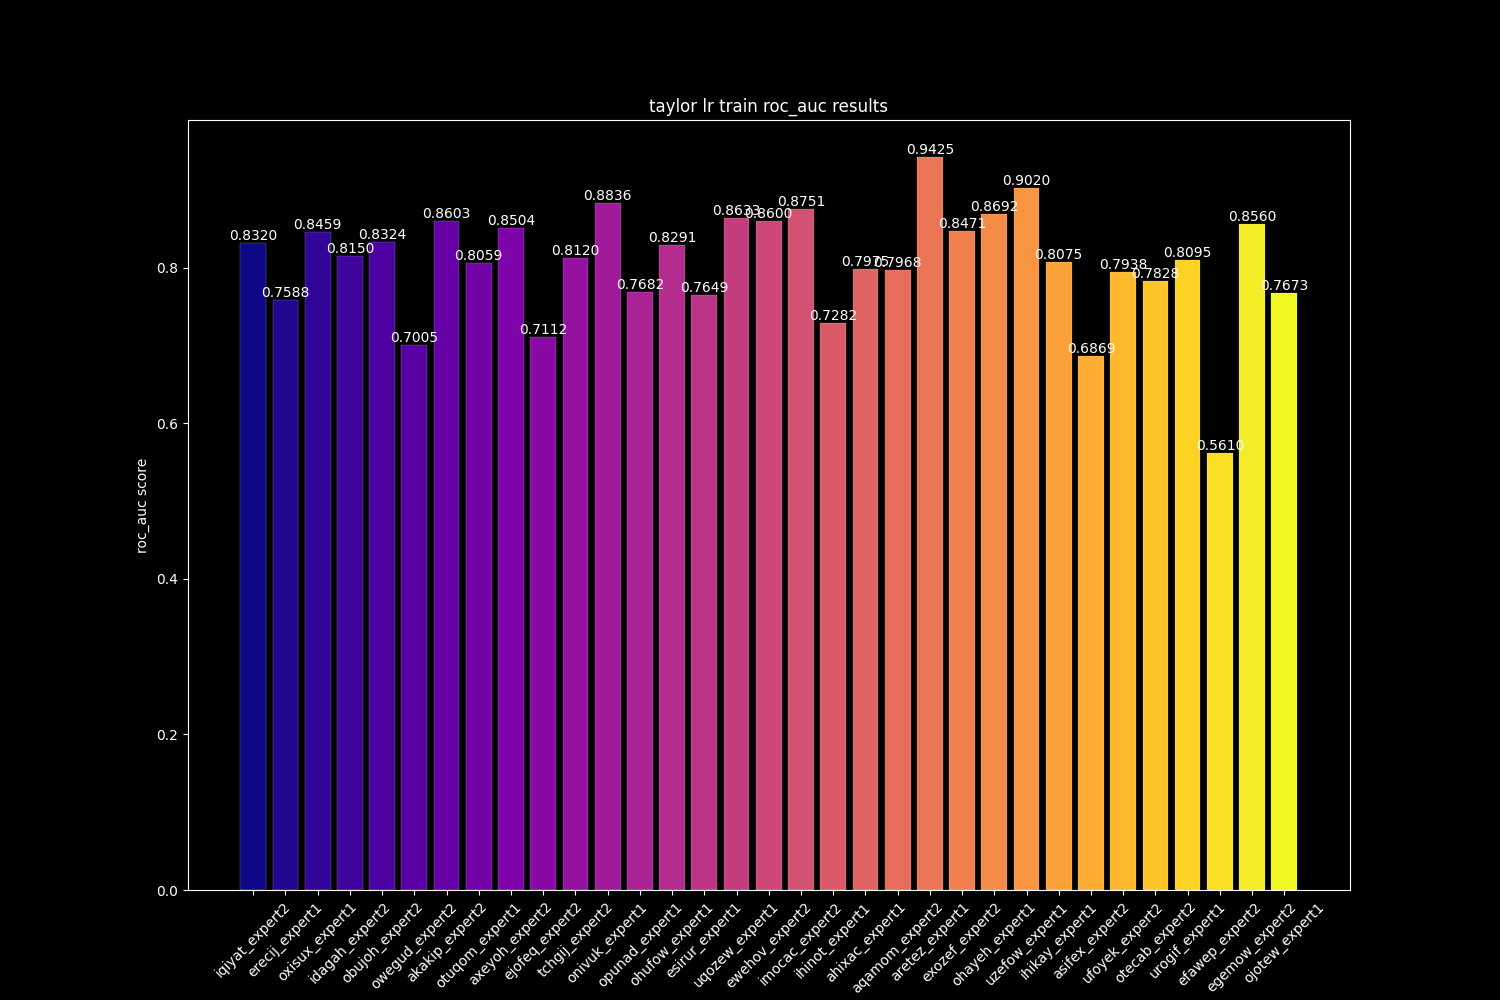 taylor lr train roc_auc results
roc_auc score
0.8
0.6
0.4
0.2
0.0
0.8320
0.7588
0.8459
0.8150
0.8324
0.7005
0.8603
0.8059
0.8504
0.7112
0.8120
0.8836
0.7682
0.8291
0.7649
0.8633
0.8600
0.8751
0.7282
0.7975
0.7968
0.9425
0.8471
0.8692
0.9020
0.8075
0.6869
0.7938
0.7828
0.8095
0.5610
0.8560
0.7673
iqiyat_expert2
erecij_expert1
oxisux_expert1
idagah_expert2
obujoh_expert2
owegud_expert2
akakip_expert2
otuqom_expert1
axeyoh_expert2
ejofeq_expert2
tchgjj_expert2
onivuk_expert1
opunad_expert1
ohufow_expert1
esirur_expert1
uqozew_expert1
ewehov_expert2
imocac_expert2
ihinot_expert1
ahixac_expert1
aqamom_expert2
aretez_expert1
exozef_expert2
ohayeh_expert1
uzefow_expert1
ihikay_expert1
asifex_expert2
ufoyek_expert2
otecab_expert2
urogif_expert1
efawep_expert2
egemow_expert2
ojotew_expert1